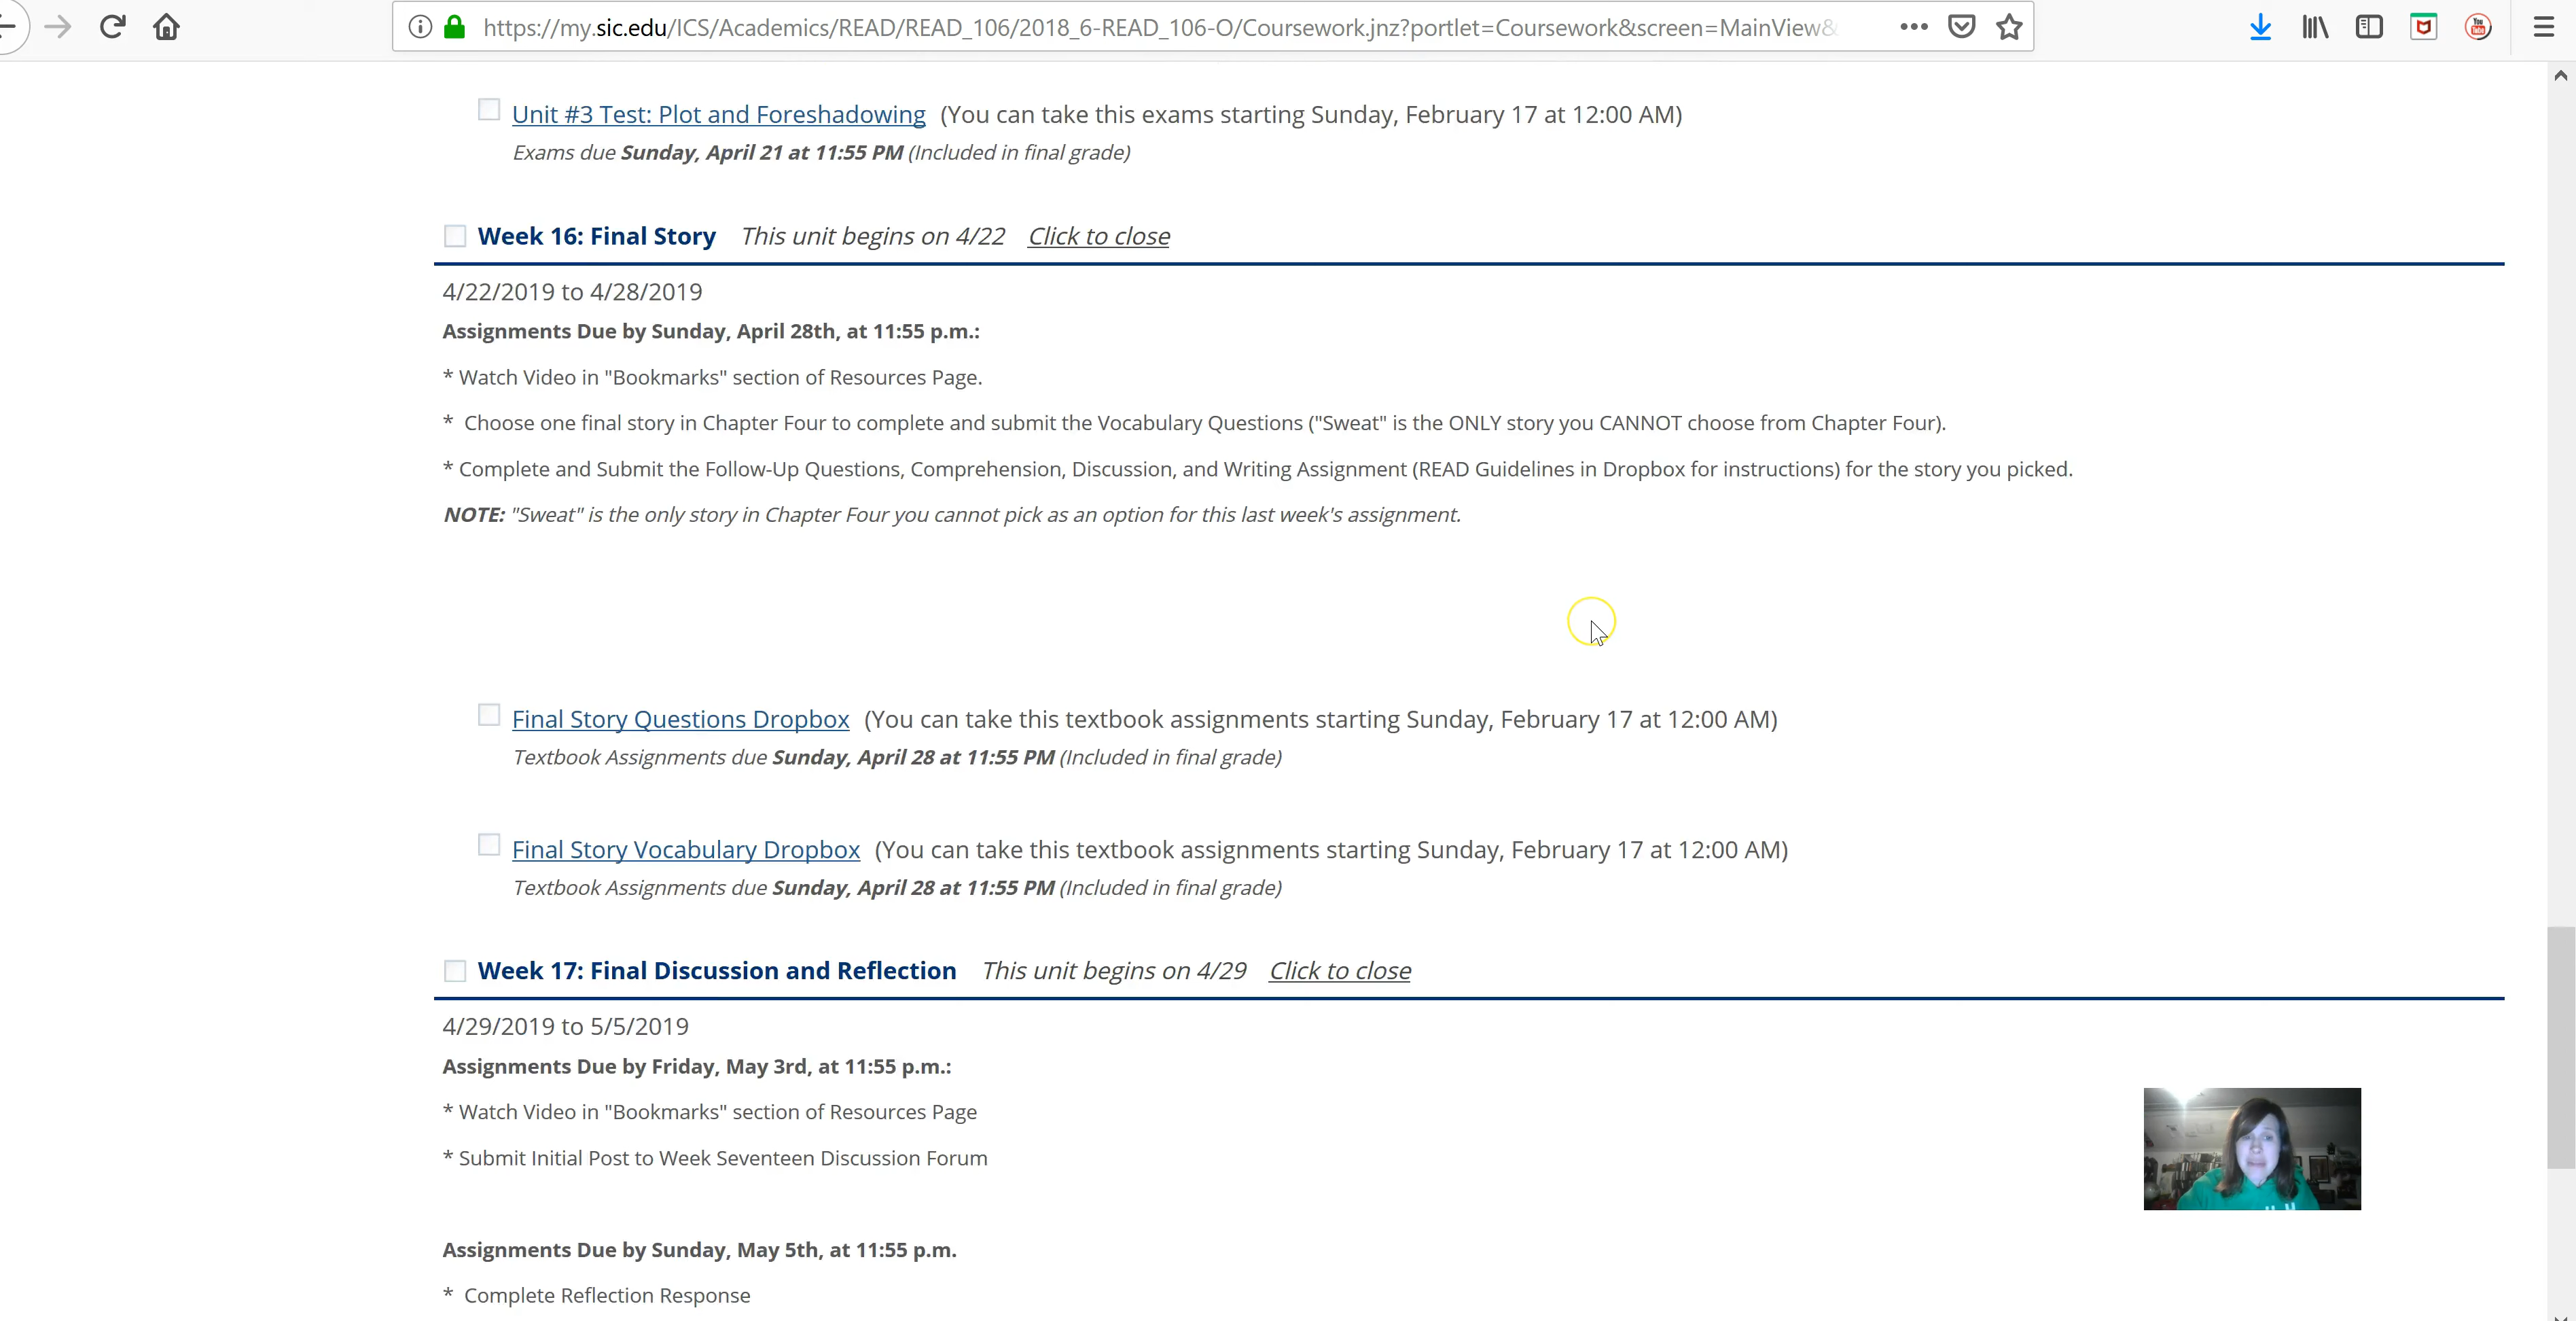 https://my.sic.edu/ICS/Academics/READ/READ_106/2018_6-READ_106-O/Coursework.jnz?portlet=Coursework&screen=MainView&
Unit #3 Test: Plot and Foreshadowing (You can take this exams starting Sunday, February 17 at 12:00 AM)
Exams due Sunday, April 21 at 11:55 PM (Included in final grade)
Week 16: Final Story This unit begins on 4/22 Click to close
4/22/2019 to 4/28/2019
Assignments Due by Sunday, April 28th, at 11:55 p.m.:
* Watch Video in "Bookmarks" section of Resources Page.
* Choose one final story in Chapter Four to complete and submit the Vocabulary Questions ("Sweat" is the ONLY story you CANNOT choose from Chapter Four).
* Complete and Submit the Follow-Up Questions, Comprehension, Discussion, and Writing Assignment (READ Guidelines in Dropbox for instructions) for the story you picked.
NOTE: "Sweat" is the only story in Chapter Four you cannot pick as an option for this last week's assignment.
Final Story Questions Dropbox (You can take this textbook assignments starting Sunday, February 17 at 12:00 AM)
Textbook Assignments due Sunday, April 28 at 11:55 PM (Included in final grade)
Final Story Vocabulary Dropbox (You can take this textbook assignments starting Sunday, February 17 at 12:00 AM)
Textbook Assignments due Sunday, April 28 at 11:55 PM (Included in final grade)
Week 17: Final Discussion and Reflection This unit begins on 4/29 Click to close
4/29/2019 to 5/5/2019
Assignments Due by Friday, May 3rd, at 11:55 p.m.:
* Watch Video in "Bookmarks" section of Resources Page
* Submit Initial Post to Week Seventeen Discussion Forum
Assignments Due by Sunday, May 5th, at 11:55 p.m.
* Complete Reflection Response